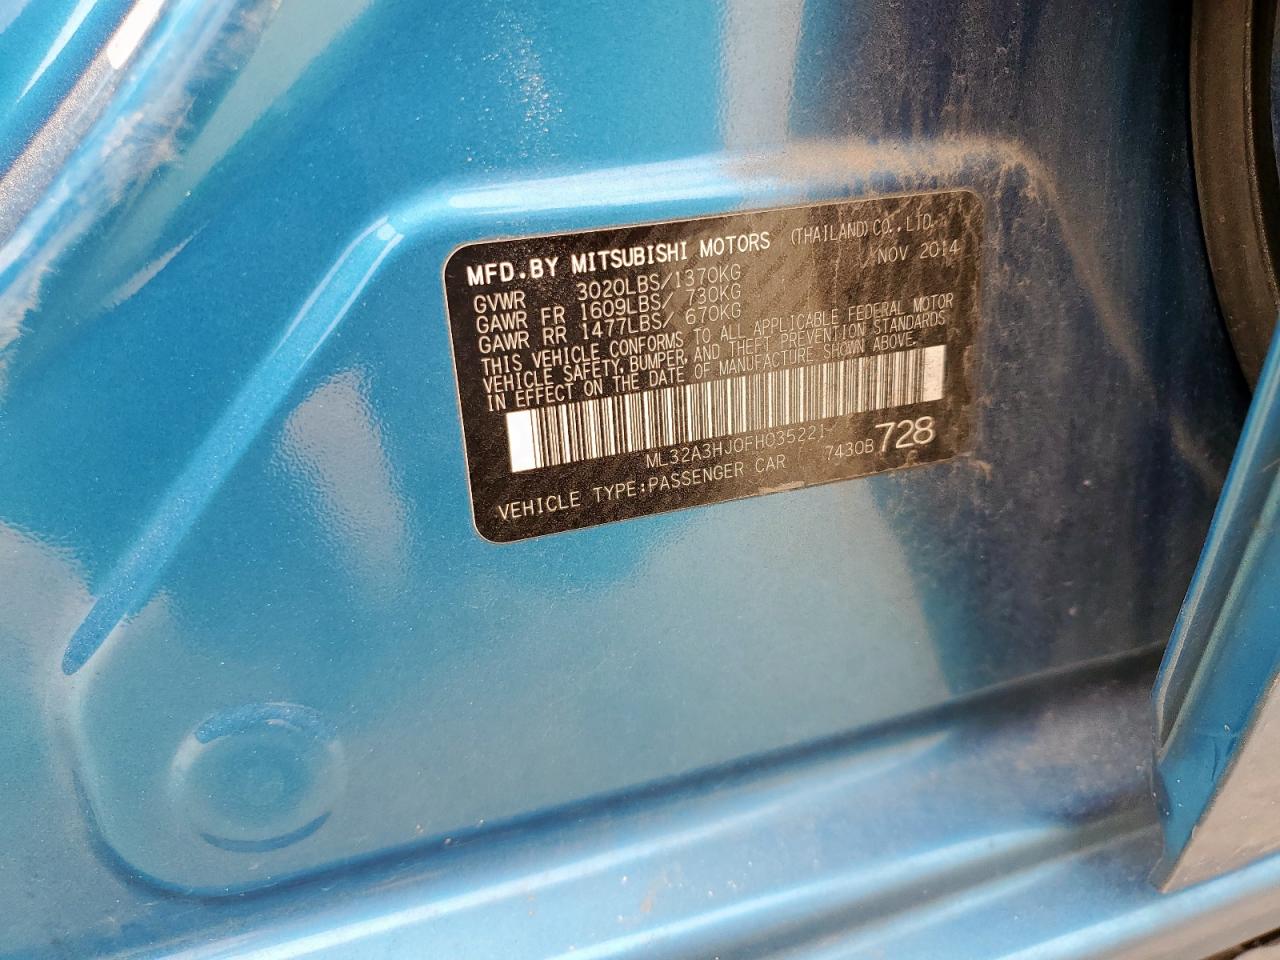 MFD.BY MITSUBISHI MOTORS (THAILAND) CO.,LTD.
NOV 2014
GVWR 3020LBS/1370KG
GAWR FR 1609LBS/ 730KG
GAWR RR 1477LBS/ 670KG
THIS VEHICLE CONFORMS TO ALL APPLICABLE FEDERAL MOTOR
VEHICLE SAFETY, BUMPER, AND THEFT PREVENTION STANDARDS
IN EFFECT ON THE DATE OF MANUFACTURE SHOWN ABOVE.
ML32A3HJ0FH035221
VEHICLE TYPE:PASSENGER CAR 7430B 728